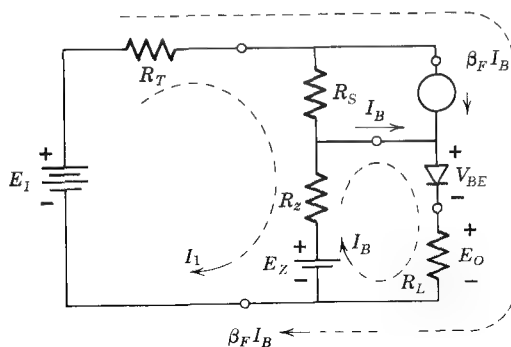 R_T
β_F I_B
R_S
I_B
+
+
V_BE
E_I
−
R_z
−
+
I_B
+
E_O
I_1
E_Z
−
R_L
−
β_F I_B